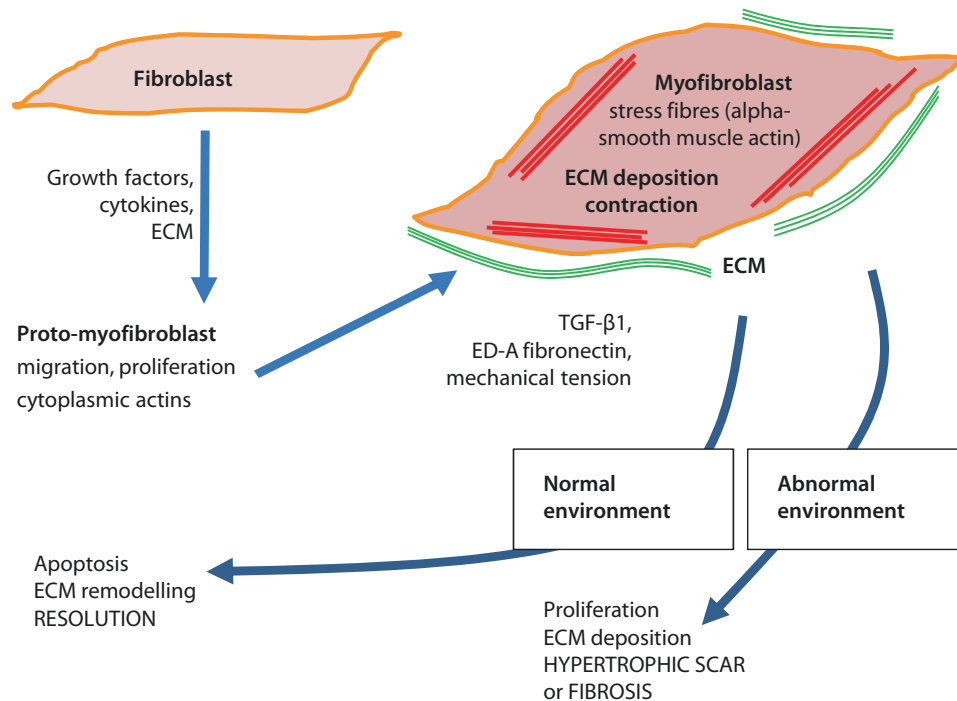 Fibroblast
Growth factors,
cytokines,
ECM
Proto-myofibroblast
migration, proliferation
cytoplasmic actins
Myofibroblast
stress fibres (alpha-
smooth muscle actin)
ECM deposition
contraction
ECM
TGF-β1,
ED-A fibronectin,
mechanical tension
Normal
environment
Abnormal
environment
Apoptosis
ECM remodelling
RESOLUTION
Proliferation
ECM deposition
HYPERTROPHIC SCAR
or FIBROSIS